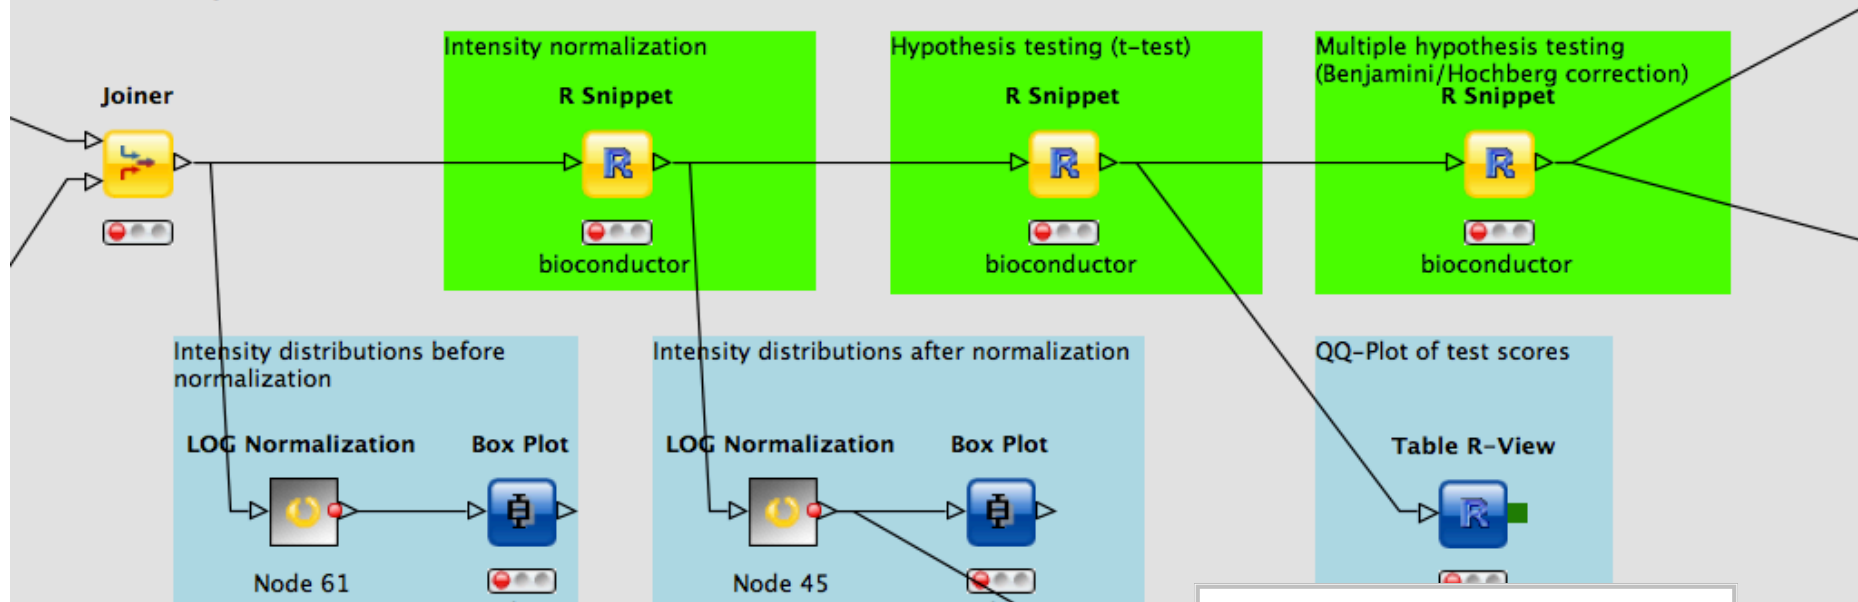 Intensity normalization
Hypothesis testing (t-test)
Multiple hypothesis testing
(Benjamini/Hochberg correction)
Joiner
R Snippet
R Snippet
R Snippet
R
R
R
bioconductor
bioconductor
bioconductor
Intensity distributions before
normalization
Intensity distributions after normalization
QQ-Plot of test scores
LOG Normalization
Box Plot
LOG Normalization
Box Plot
Table R-View
R
Node 61
Node 45